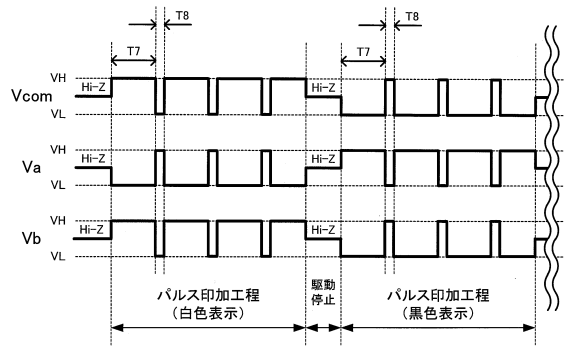 T7
T8
T7
T8
Vcom
VH
Hi-Z
VL
Hi-Z
Va
VH
Hi-Z
VL
Hi-Z
Vb
VH
Hi-Z
VL
Hi-Z
パルス印加工程
（白色表示）
駆動
停止
パルス印加工程
（黒色表示）